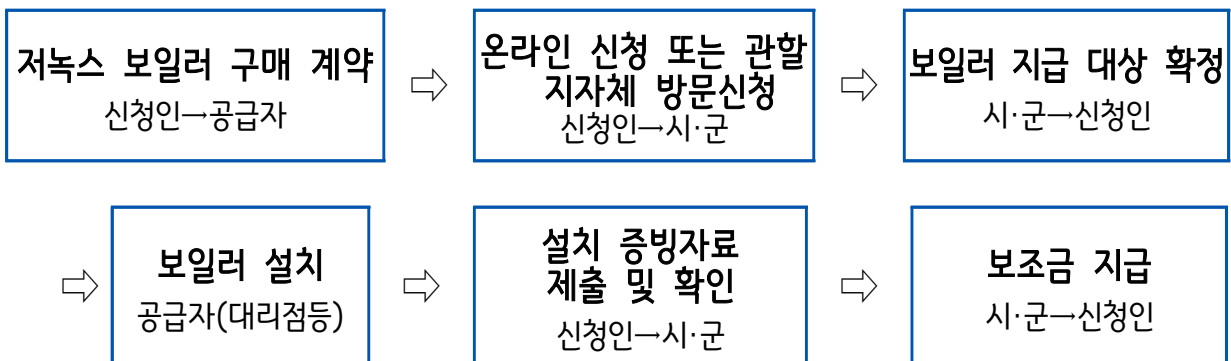 저녹스 보일러 구매 계약
신청인→공급자
⇨
온라인 신청 또는 관할
지자체 방문신청
신청인→시·군
⇨
보일러 지급 대상 확정
시·군→신청인
⇨
보일러 설치
공급자(대리점등)
⇨
설치 증빙자료
제출 및 확인
신청인→시·군
⇨
보조금 지급
시·군→신청인